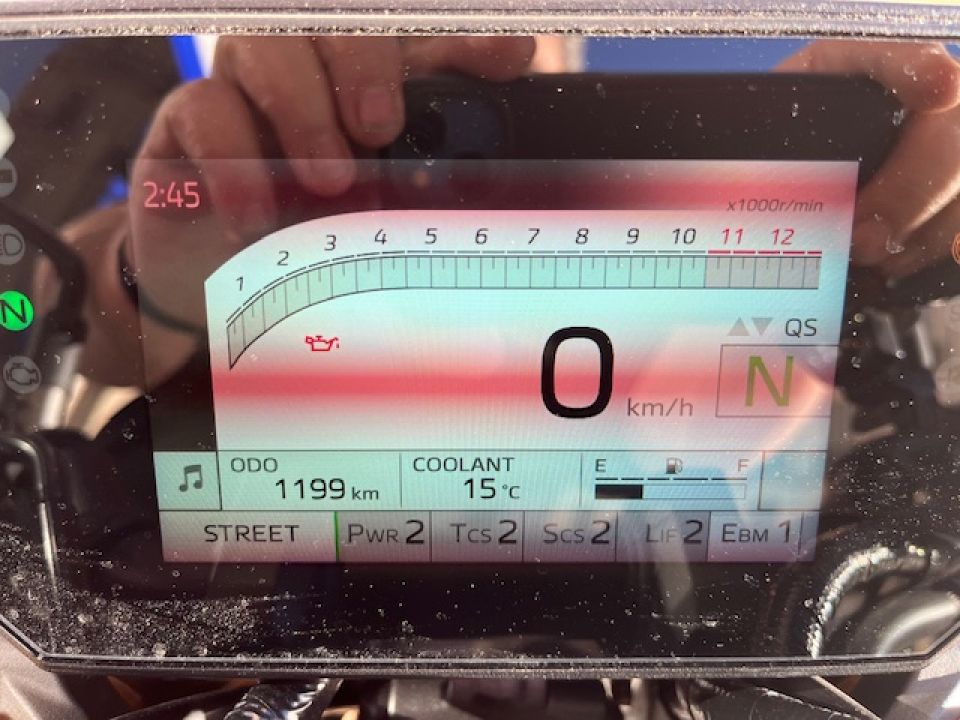 2:45
x1000r/min
1 2 3 4 5 6 7 8 9 10 11 12
N
QS
0 km/h
N
ODO
1199 km
COOLANT
15 °C
E F
STREET
PWR 2
TCS 2
SCS 2
LIF 2
EBM 1